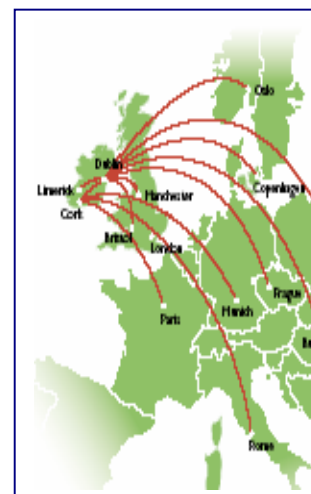 Oslo
Dublin
Limerick
Manchester
Copenhagen
Cork
Bristol
London
Prague
Paris
Munich
Rome